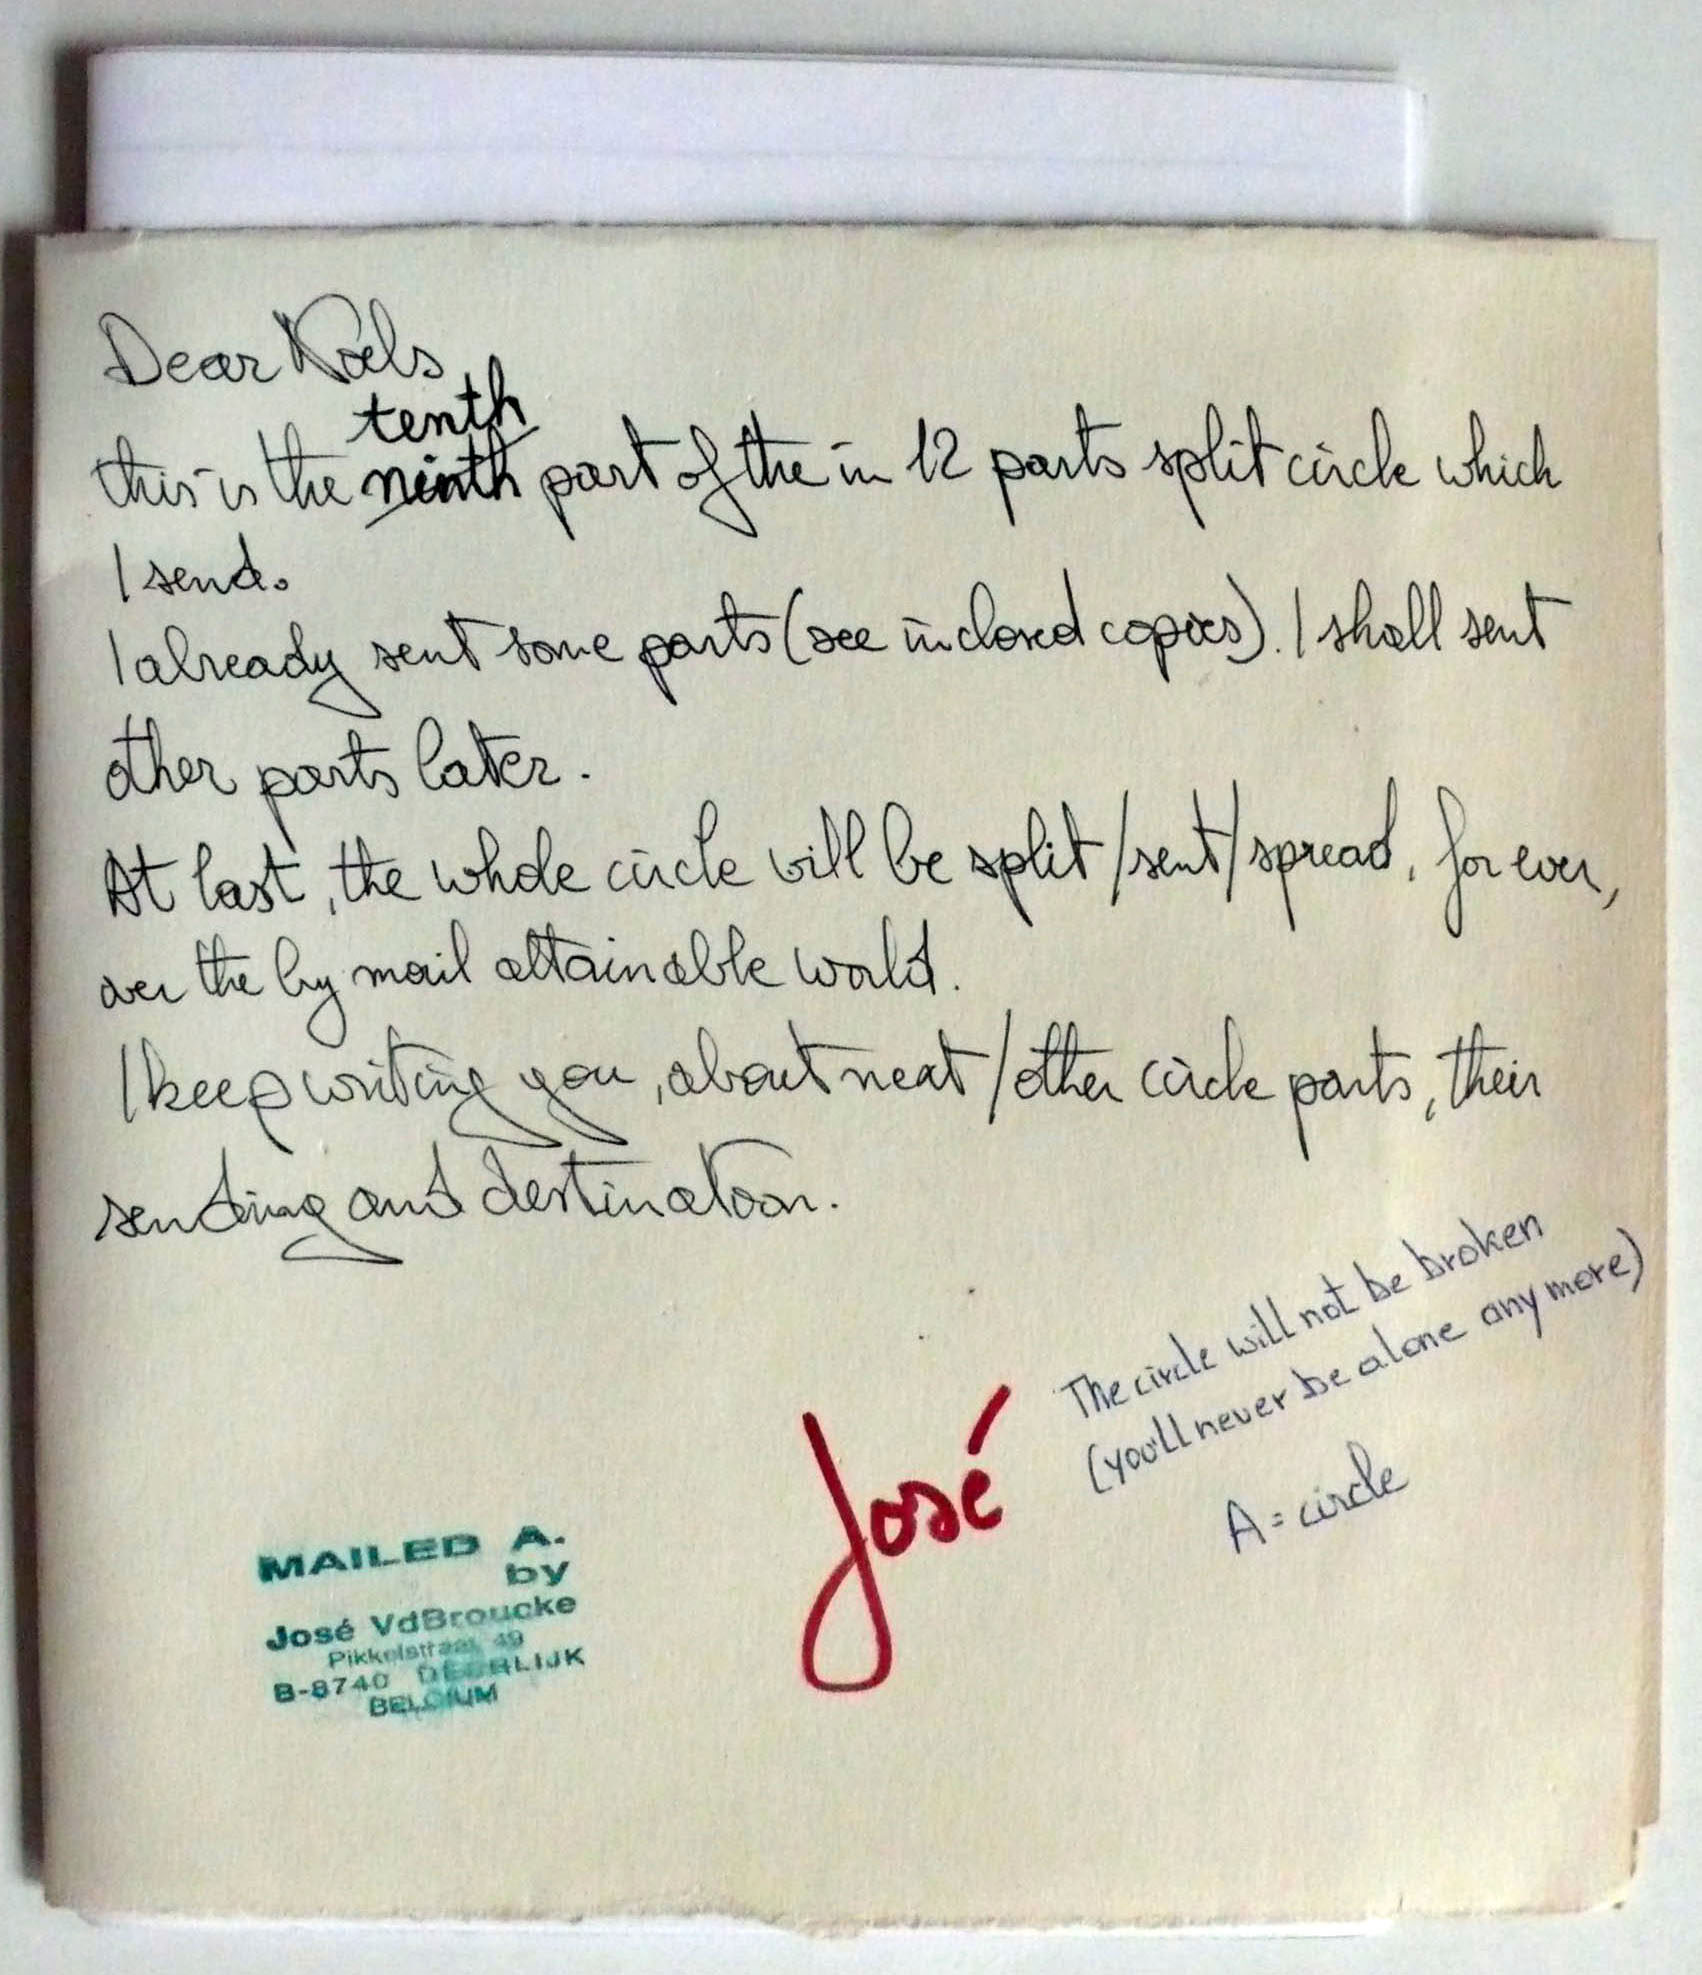 Dear Noels
tenth
this is the ninth part of the in 12 parts split circle which
I send.
I already sent some parts (see inclosed copies). I shall sent
other parts later.
At last, the whole circle will be split/sent/spread, for ever,
over the by mail attainable world.
I keep writing you, about next/other circle parts, their
sending and destination.
The circle will not be broken
(you'll never be alone any more)
A = circle
José
MAILED A.
by
José VdBroucke
Pikkelstraat 49
B-8740 DEERLIJK
BELGIUM